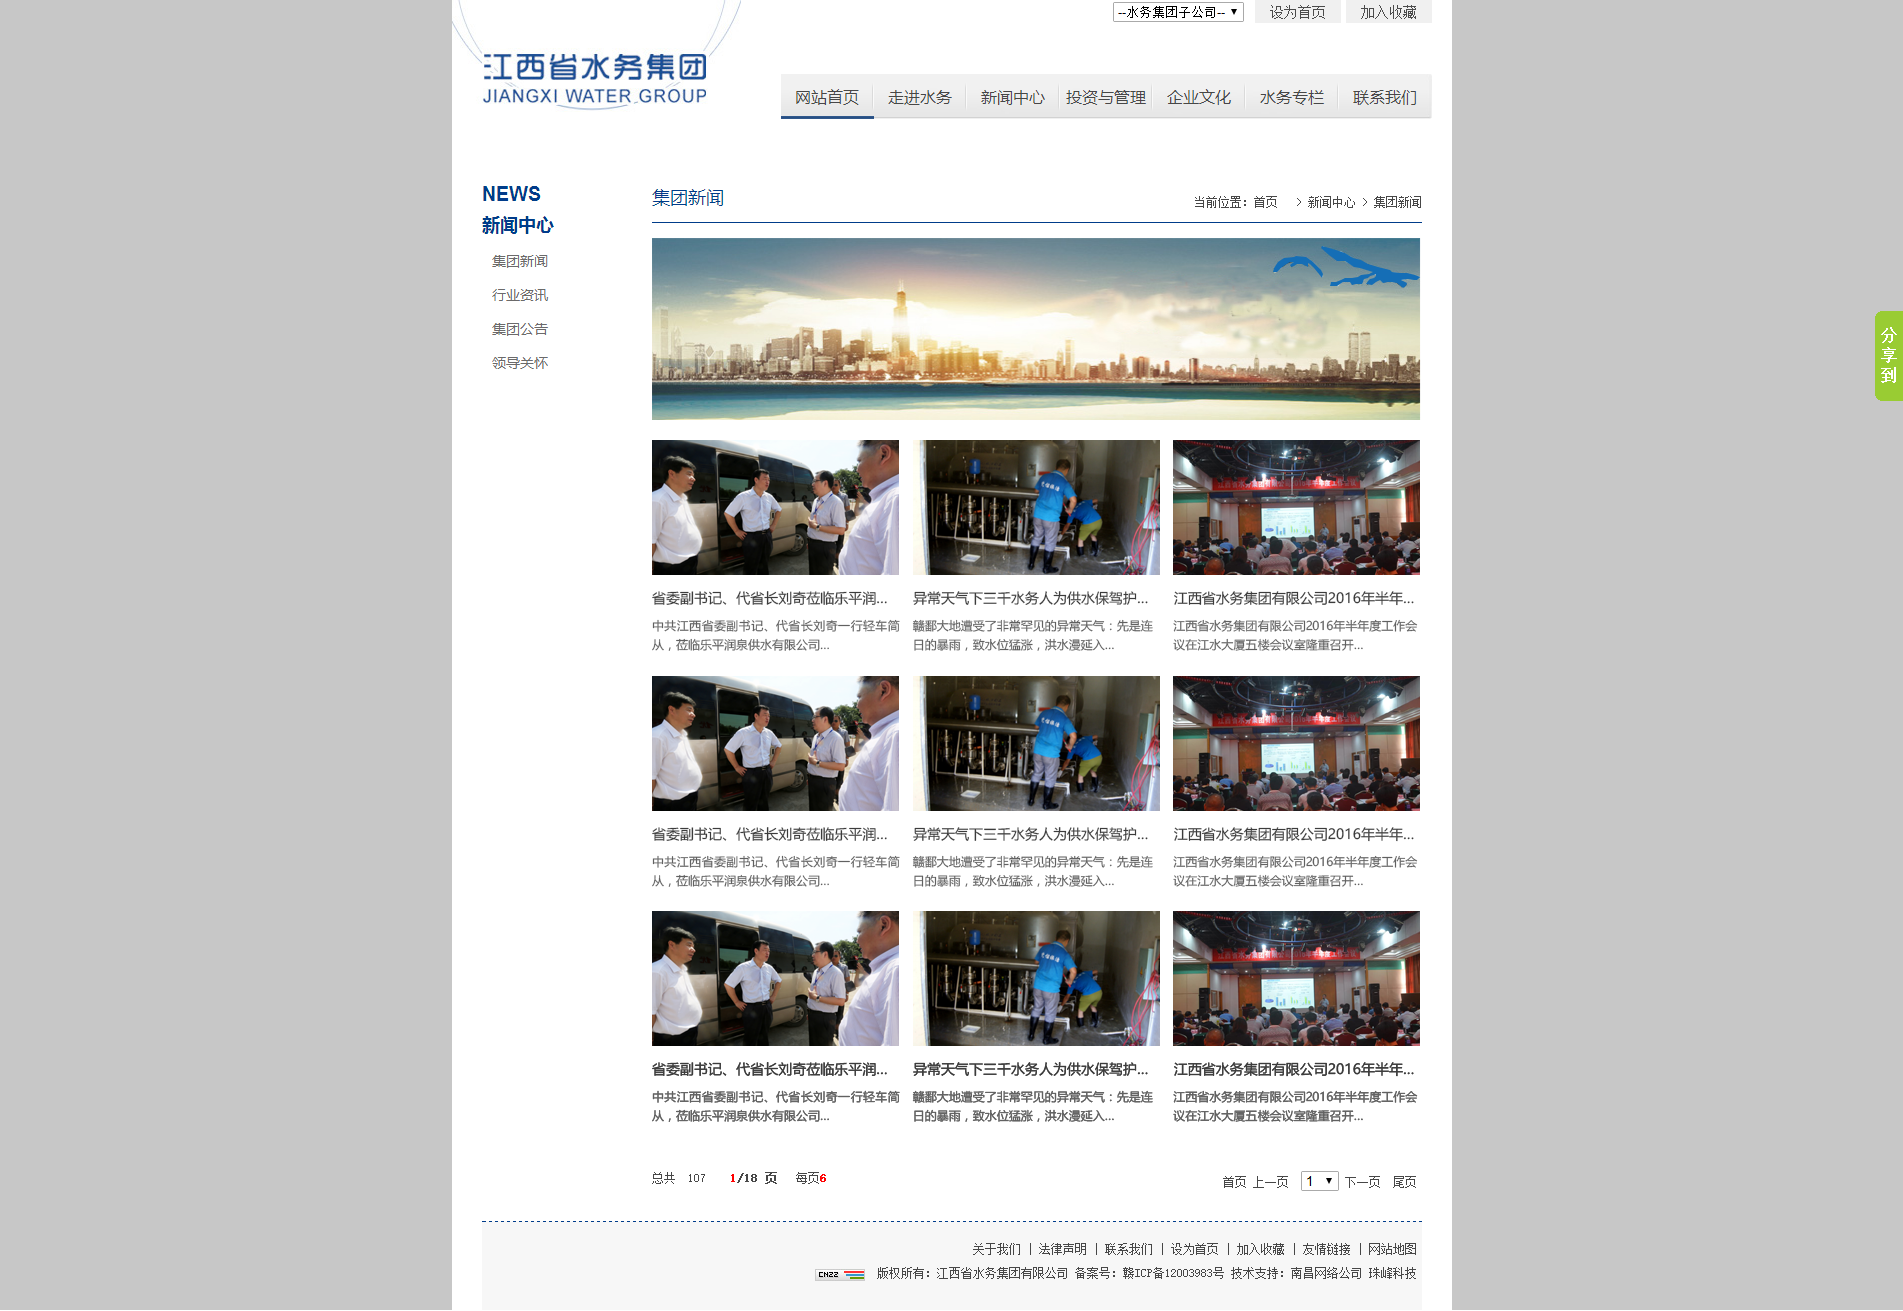 --水务集团子公司-- 设为首页 加入收藏
江西省水务集团
JIANGXI WATER GROUP
网站首页 走进水务 新闻中心 投资与管理 企业文化 水务专栏 联系我们
NEWS
新闻中心
集团新闻
行业资讯
集团公告
领导关怀
集团新闻
当前位置：首页 > 新闻中心 > 集团新闻
分享到
省委副书记、代省长刘奇莅临乐平润...
中共江西省委副书记、代省长刘奇一行轻车简
从，莅临乐平润泉供水有限公司...
异常天气下三千水务人为供水保驾护...
赣鄱大地遭受了非常罕见的异常天气：先是连
日的暴雨，致水位猛涨，洪水漫延入...
江西省水务集团有限公司2016年半年...
江西省水务集团有限公司2016年半年度工作会
议在江水大厦五楼会议室隆重召开...
省委副书记、代省长刘奇莅临乐平润...
中共江西省委副书记、代省长刘奇一行轻车简
从，莅临乐平润泉供水有限公司...
异常天气下三千水务人为供水保驾护...
赣鄱大地遭受了非常罕见的异常天气：先是连
日的暴雨，致水位猛涨，洪水漫延入...
江西省水务集团有限公司2016年半年...
江西省水务集团有限公司2016年半年度工作会
议在江水大厦五楼会议室隆重召开...
省委副书记、代省长刘奇莅临乐平润...
中共江西省委副书记、代省长刘奇一行轻车简
从，莅临乐平润泉供水有限公司...
异常天气下三千水务人为供水保驾护...
赣鄱大地遭受了非常罕见的异常天气：先是连
日的暴雨，致水位猛涨，洪水漫延入...
江西省水务集团有限公司2016年半年...
江西省水务集团有限公司2016年半年度工作会
议在江水大厦五楼会议室隆重召开...
总共 107 1/18 页 每页6
首页 上一页 1 下一页 尾页
关于我们 | 法律声明 | 联系我们 | 设为首页 | 加入收藏 | 友情链接 | 网站地图
CNZZ 版权所有：江西省水务集团有限公司 备案号：赣ICP备12003983号 技术支持：南昌网络公司 珠峰科技